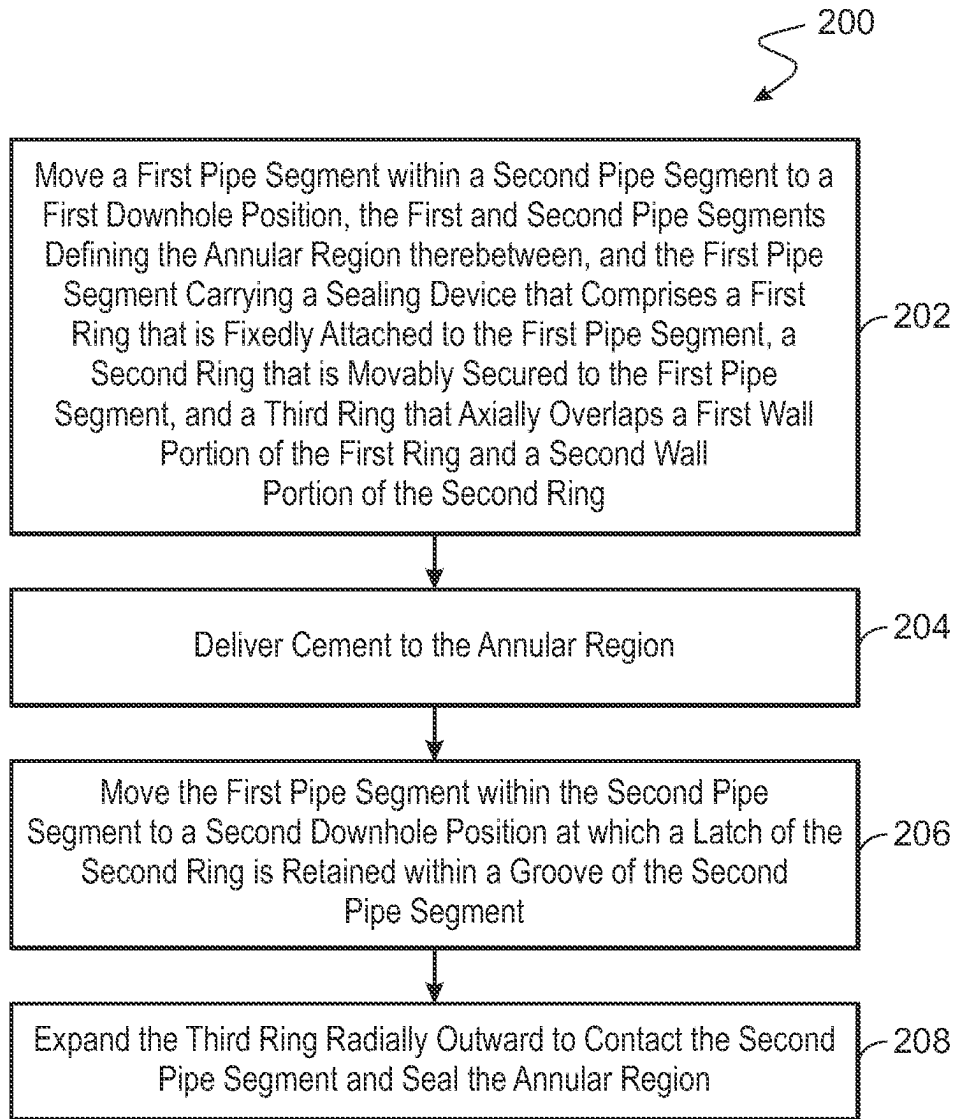 200
Move a First Pipe Segment within a Second Pipe Segment to a
First Downhole Position, the First and Second Pipe Segments
Defining the Annular Region therebetween, and the First Pipe
Segment Carrying a Sealing Device that Comprises a First
Ring that is Fixedly Attached to the First Pipe Segment, a
Second Ring that is Movably Secured to the First Pipe
Segment, and a Third Ring that Axially Overlaps a First Wall
Portion of the First Ring and a Second Wall
Portion of the Second Ring
202
Deliver Cement to the Annular Region
204
Move the First Pipe Segment within the Second Pipe
Segment to a Second Downhole Position at which a Latch of the
Second Ring is Retained within a Groove of the Second
Pipe Segment
206
Expand the Third Ring Radially Outward to Contact the Second
Pipe Segment and Seal the Annular Region
208